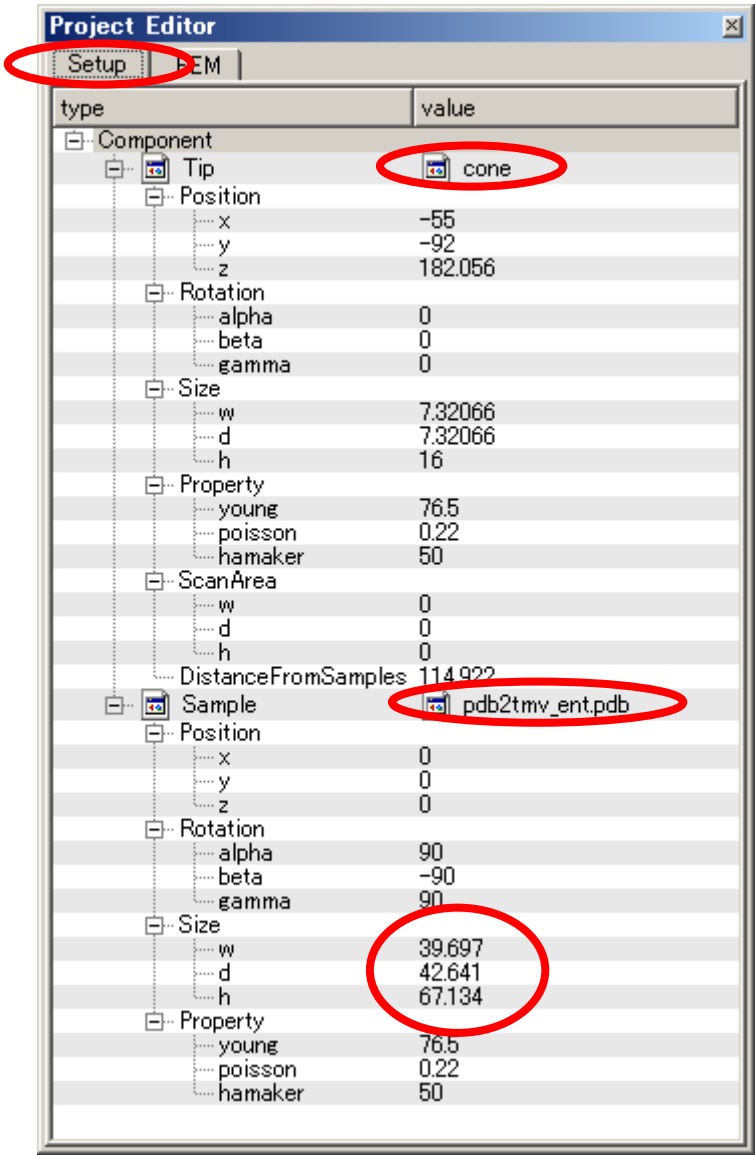 Project Editor
Setup FEM
type value
Component
Tip cone
Position
x -55
y -92
z 182.056
Rotation
alpha 0
beta 0
gamma 0
Size
w 7.32066
d 7.32066
h 16
Property
young 76.5
poisson 0.22
hamaker 50
ScanArea
w 0
d 0
h 0
DistanceFromSamples 114.922
Sample pdb2tmv_ent.pdb
Position
x 0
y 0
z 0
Rotation
alpha 90
beta -90
gamma 90
Size
w 39.697
d 42.641
h 67.134
Property
young 76.5
poisson 0.22
hamaker 50